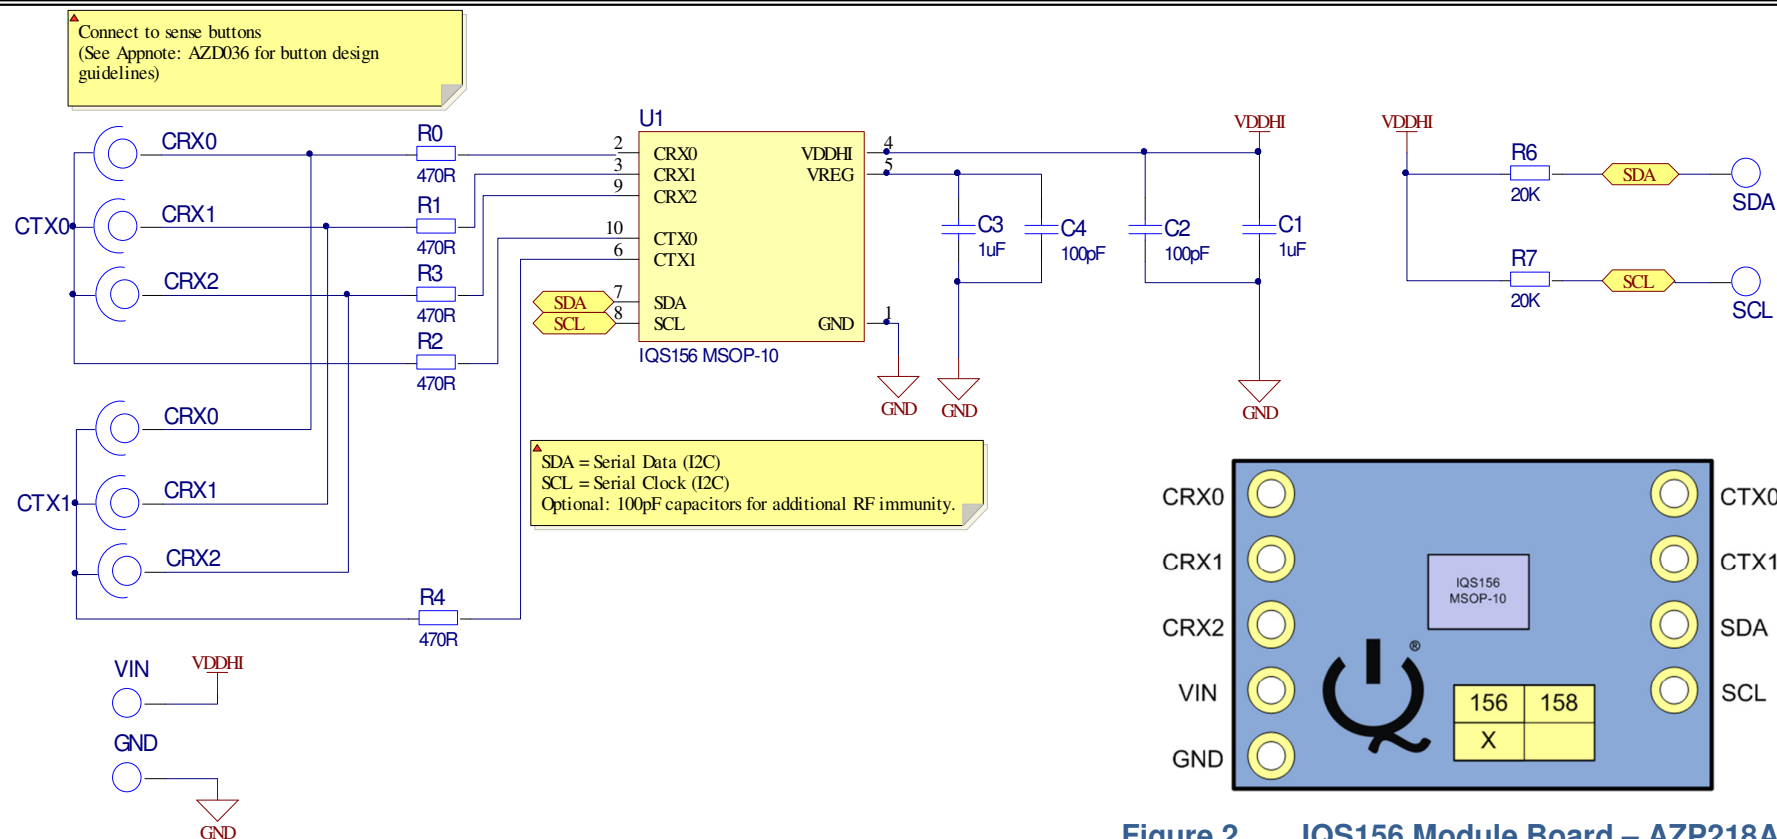 Connect to sense buttons
(See Appnote: AZD036 for button design
guidelines)
CTX0
CRX0
CRX1
CRX2
CTX1
CRX0
CRX1
CRX2
R0
470R
R1
470R
R3
470R
R2
470R
R4
470R
U1
2
3
9
10
6
7
8
CRX0
CRX1
CRX2
CTX0
CTX1
SDA
SCL
SDA
SCL
VDDHI
VREG
GND
4
5
1
IQS156 MSOP-10
GND
GND
C3
1uF
C4
100pF
C2
100pF
C1
1uF
VDDHI
GND
VDDHI
R6
20K
SDA
SDA
R7
20K
SCL
SCL
SDA = Serial Data (I2C)
SCL = Serial Clock (I2C)
Optional: 100pF capacitors for additional RF immunity.
VIN
VDDHI
GND
GND
CRX0
CRX1
CRX2
VIN
GND
IQS156
MSOP-10
®
156 158
X
CTX0
CTX1
SDA
SCL
Figure 2 IQS156 Module Board – AZP218A